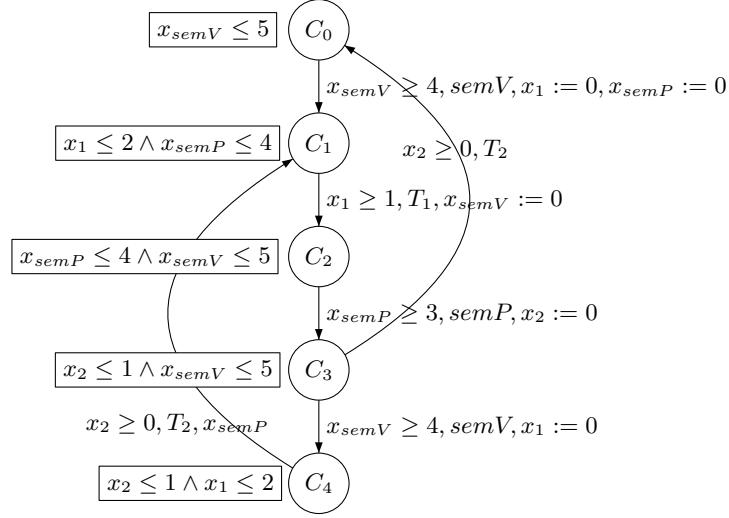 x_{semV} ≤ 5
C_0
x_{semV} ≥ 4, semV, x_1 := 0, x_{semP} := 0
x_1 ≤ 2 ∧ x_{semP} ≤ 4
C_1
x_2 ≥ 0, T_2
x_1 ≥ 1, T_1, x_{semV} := 0
x_{semP} ≤ 4 ∧ x_{semV} ≤ 5
C_2
x_{semP} ≥ 3, semP, x_2 := 0
x_2 ≤ 1 ∧ x_{semV} ≤ 5
C_3
x_2 ≥ 0, T_2, x_{semP}
x_{semV} ≥ 4, semV, x_1 := 0
x_2 ≤ 1 ∧ x_1 ≤ 2
C_4